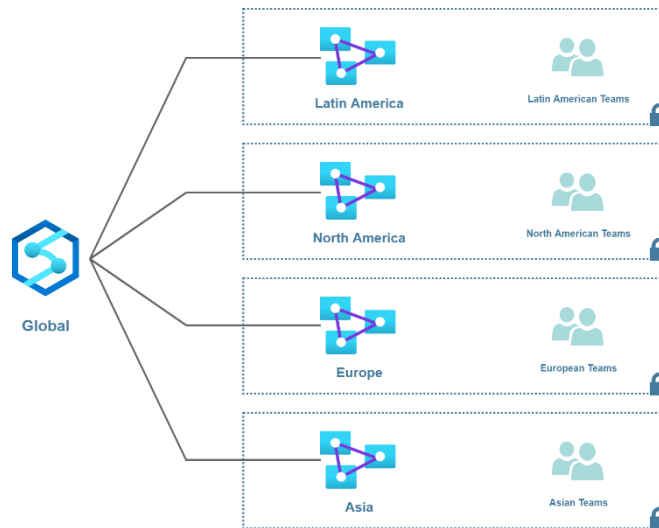 Latin America
Latin American Teams
North America
North American Teams
Global
Europe
European Teams
Asia
Asian Teams